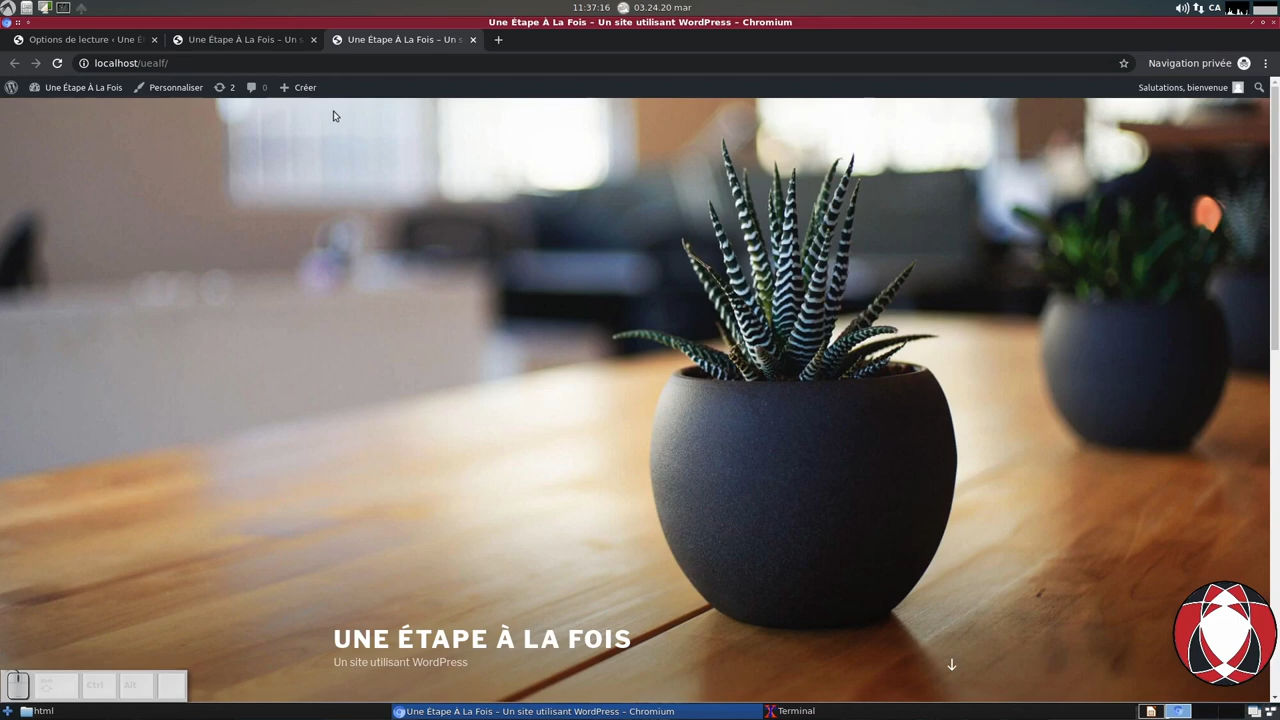 11:37:16 03.24.20 mar CA
Une Étape À La Fois – Un site utilisant WordPress – Chromium
Options de lecture ‹ Une É
Une Étape À La Fois – Un s
Une Étape À La Fois – Un s
localhost/uealf/
Navigation privée
Une Étape À La Fois
Personnaliser
2
0
Créer
Salutations, bienvenue
UNE ÉTAPE À LA FOIS
Un site utilisant WordPress
Ctrl
Alt
html
Une Étape À La Fois – Un site utilisant WordPress – Chromium
Terminal